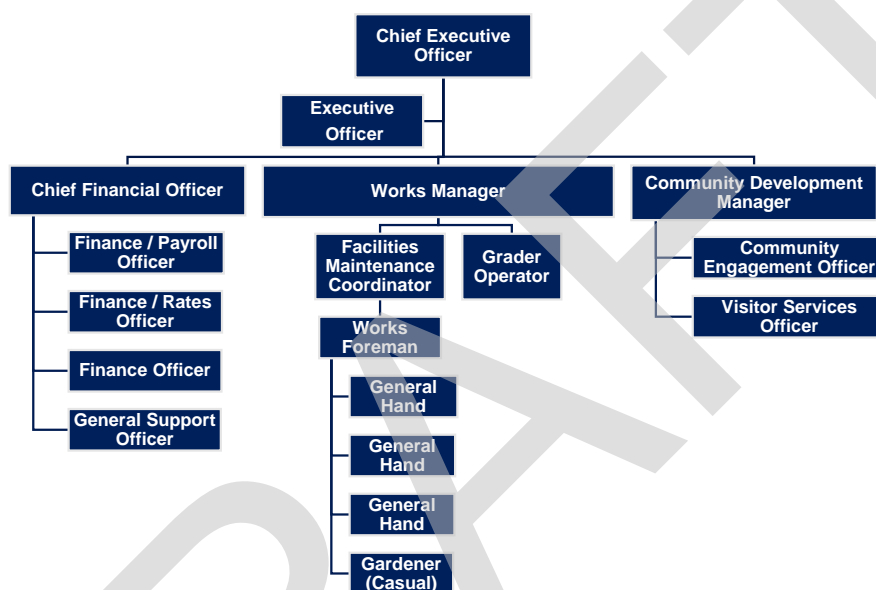 Chief Executive
Officer
Executive
Officer
Chief Financial Officer
Works Manager
Community Development
Manager
Finance / Payroll
Officer
Finance / Rates
Officer
Finance Officer
General Support
Officer
Facilities
Maintenance
Coordinator
Grader
Operator
Works
Foreman
General
Hand
General
Hand
General
Hand
Gardener
(Casual)
Community
Engagement Officer
Visitor Services
Officer